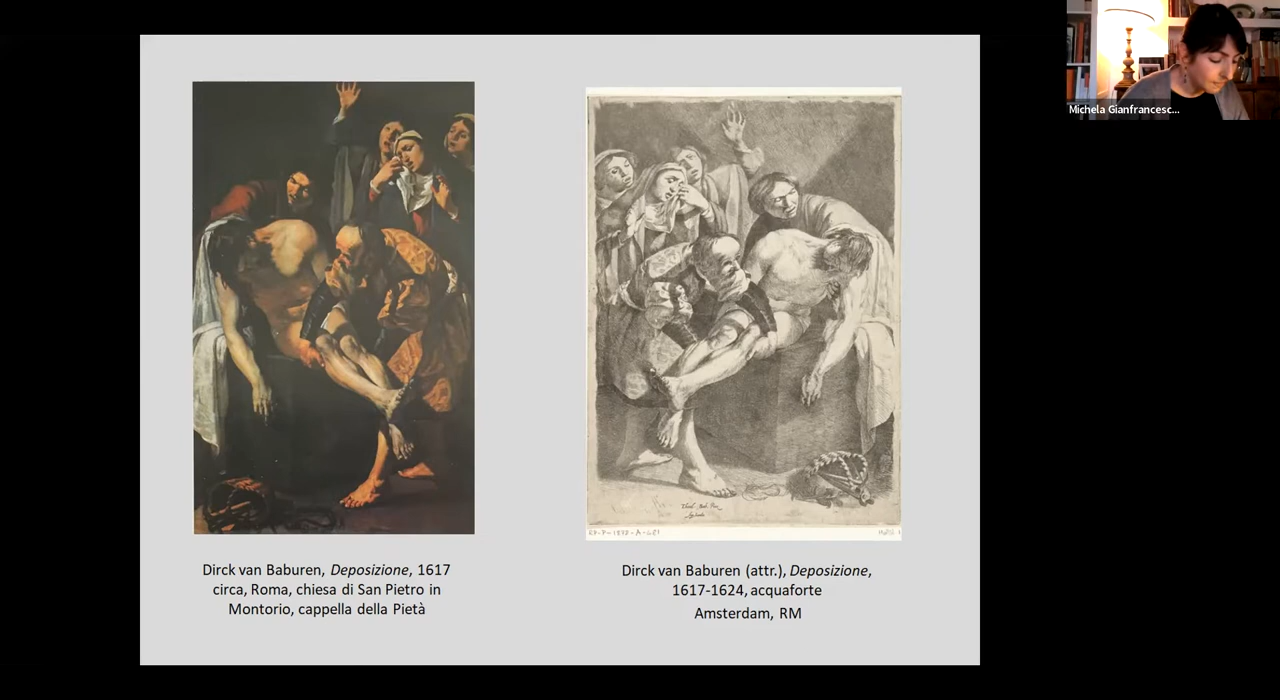 Michela Gianfrancesc...
Dirck van Baburen, Deposizione, 1617
circa, Roma, chiesa di San Pietro in
Montorio, cappella della Pietà
Dirck van Baburen (attr.), Deposizione,
1617-1624, acquaforte
Amsterdam, RM